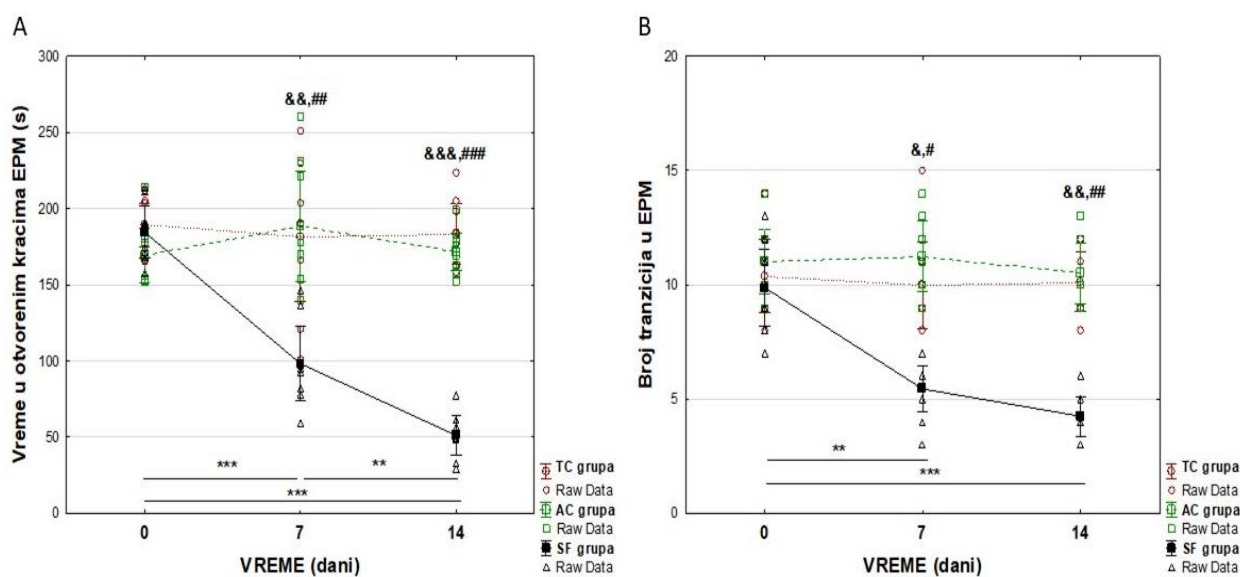 A
Vreme u otvorenim kracima EPM (s)
300
250
200
150
100
50
0
&&,##
&&&,###
***
**
***
0
7
14
VREME (dani)
TC grupa
Raw Data
AC grupa
Raw Data
SF grupa
Raw Data
B
Broj tranzicija u EPM
20
15
10
5
0
&,#
&&,##
**
***
0
7
14
VREME (dani)
TC grupa
Raw Data
AC grupa
Raw Data
SF grupa
Raw Data